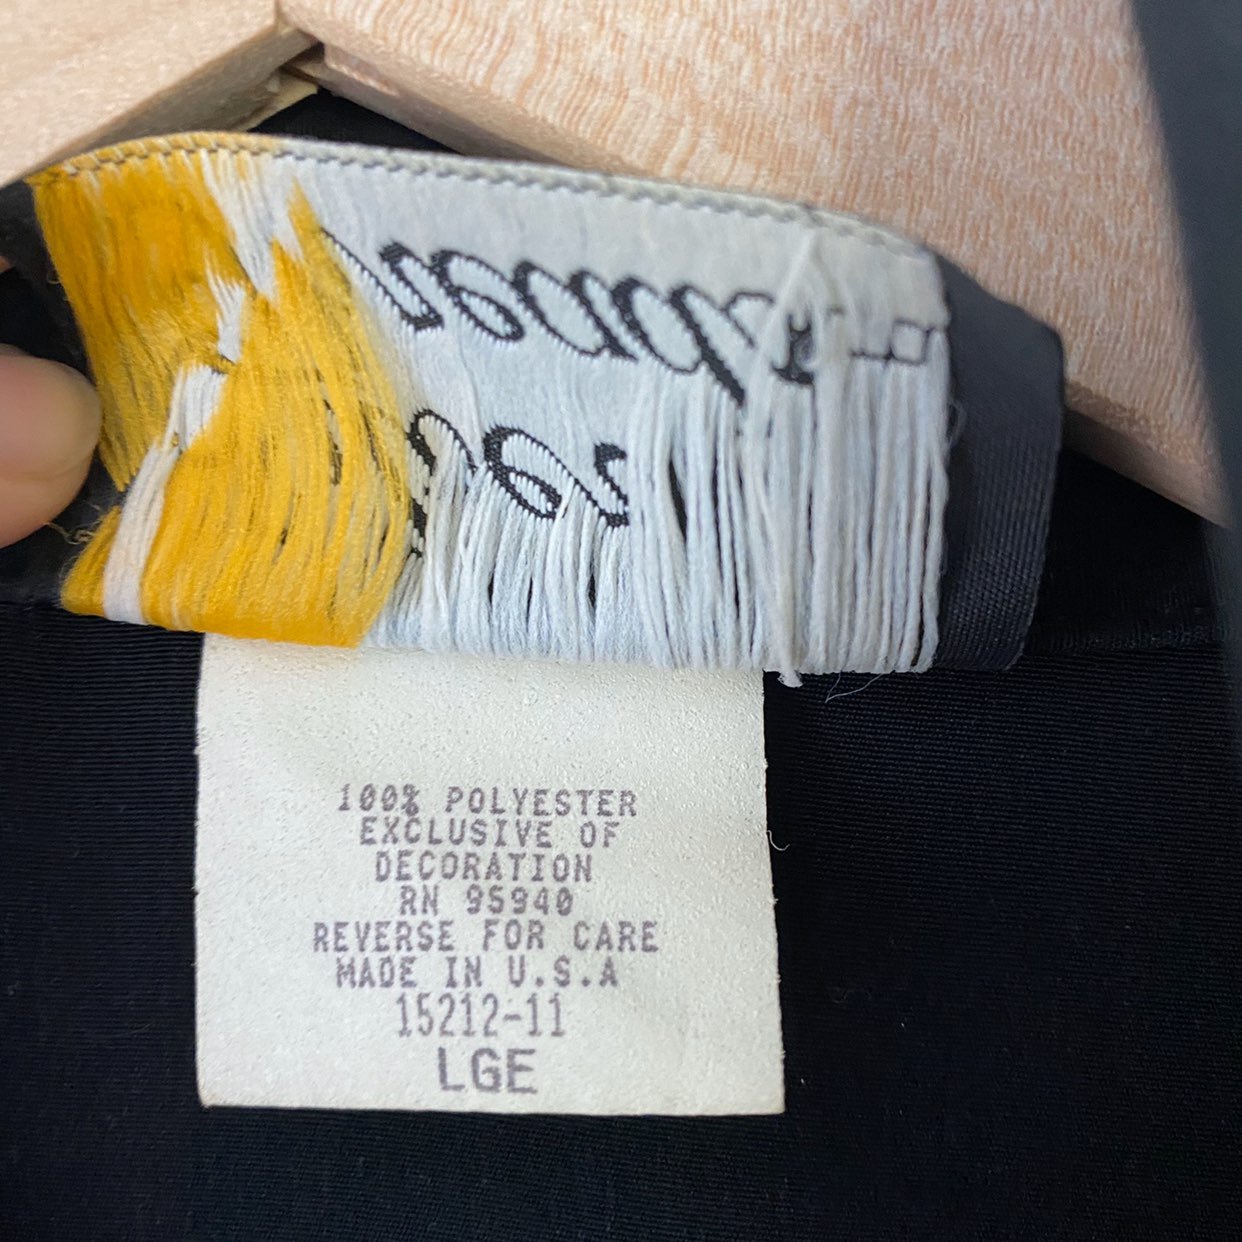 100% POLYESTER
EXCLUSIVE OF
DECORATION
RN 95940
REVERSE FOR CARE
MADE IN U.S.A
15212-11
LGE